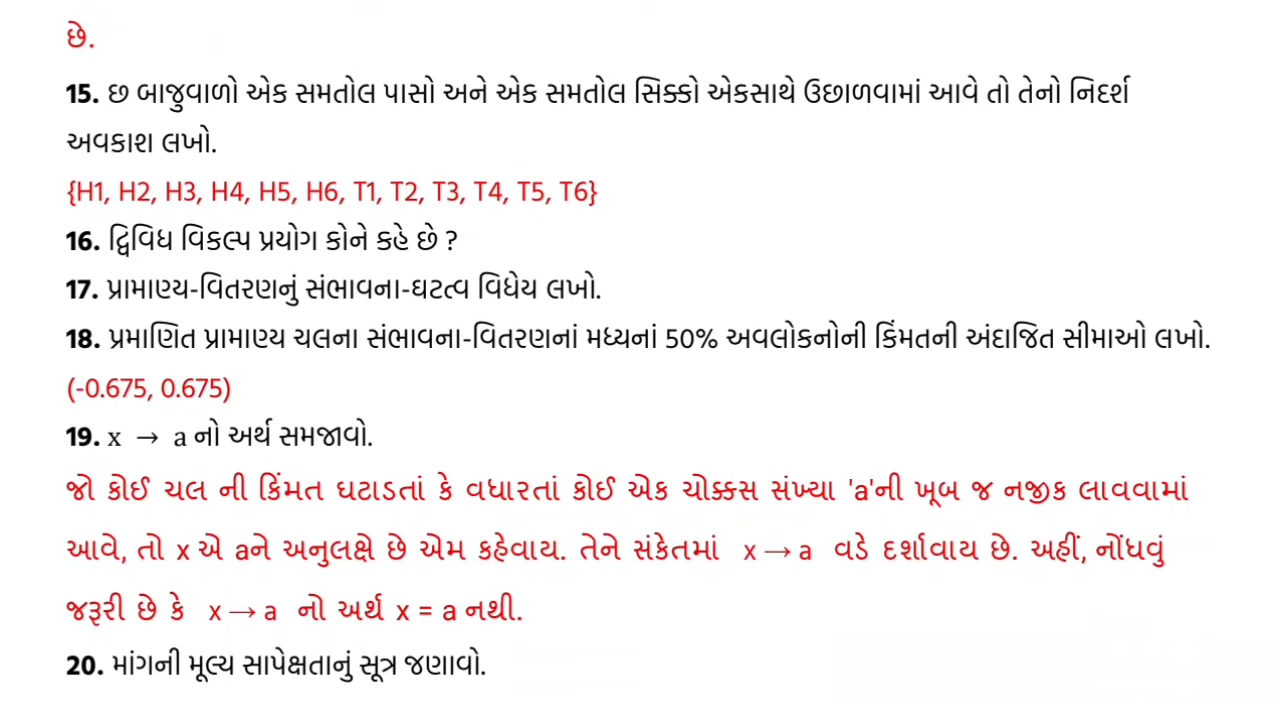 છે.
15. છ બાજુવાળો એક સમતોલ પાસો અને એક સમતોલ સિક્કો એકસાથે ઉછાળવામાં આવે તો તેનો નિદર્શ
અવકાશ લખો.
{H1, H2, H3, H4, H5, H6, T1, T2, T3, T4, T5, T6}
16. દ્વિવિધ વિકલ્પ પ્રયોગ કોને કહે છે ?
17. પ્રામાણ્ય-વિતરણનું સંભાવના-ઘટત્વ વિધેય લખો.
18. પ્રમાણિત પ્રામાણ્ય ચલના સંભાવના-વિતરણનાં મધ્યનાં 50% અવલોકનોની કિંમતની અંદાજિત સીમાઓ લખો.
(-0.675, 0.675)
19. x → a નો અર્થ સમજાવો.
જો કોઈ ચલ ની કિંમત ઘટાડતાં કે વધારતાં કોઈ એક ચોક્કસ સંખ્યા 'a'ની ખૂબ જ નજીક લાવવામાં
આવે, તો x એ aને અનુલક્ષે છે એમ કહેવાય. તેને સંકેતમાં x → a વડે દર્શાવાય છે. અહીં, નોંધવું
જરૂરી છે કે x → a નો અર્થ x = a નથી.
20. માંગની મૂલ્ય સાપેક્ષતાનું સૂત્ર જણાવો.